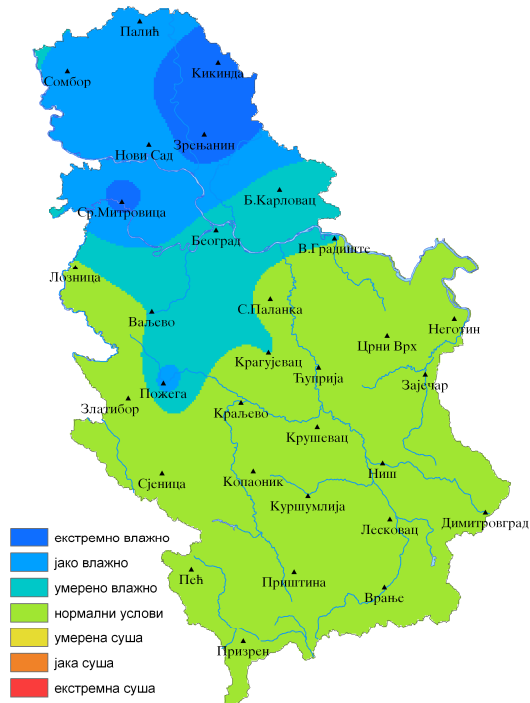 Палић
Сомбор
Кикинда
Зрењанин
Нови Сад
Б.Карловац
Ср.Митровица
Београд
В.Градиште
Лозница
С.Паланка
Ваљево
Неготин
Црни Врх
Крагујевац
Ћуприја
Зајечар
Пожега
Златибор
Краљево
Крушевац
Ниш
Копаоник
Сјеница
Куршумлија
Димитровград
Лесковац
Пећ
Приштина
Врање
Призрен
екстремно влажно
јако влажно
умерено влажно
нормални услови
умерена суша
јака суша
екстремна суша